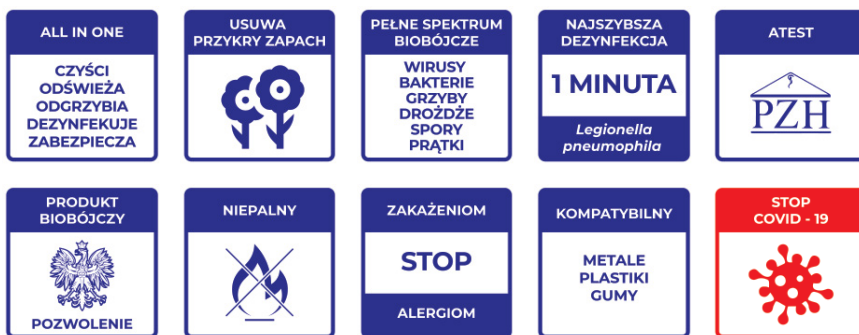 ALL IN ONE
CZYŚCI
ODŚWIEŻA
ODGRZYBIA
DEZYNFEKUJE
ZABEZPIECZA
USUWA
PRZYKRY ZAPACH
PEŁNE SPEKTRUM
BIOBÓJCZE
WIRUSY
BAKTERIE
GRZYBY
DROŻDŻE
SPORY
PRĄTKI
NAJSZYBSZA
DEZYNFEKCJA
1 MINUTA
Legionella
pneumophila
ATEST
PZH
PRODUKT
BIOBÓJCZY
POZWOLENIE
NIEPALNY
ZAKAŻENIOM
STOP
ALERGIOM
KOMPATYBILNY
METALE
PLASTIKI
GUMY
STOP
COVID - 19